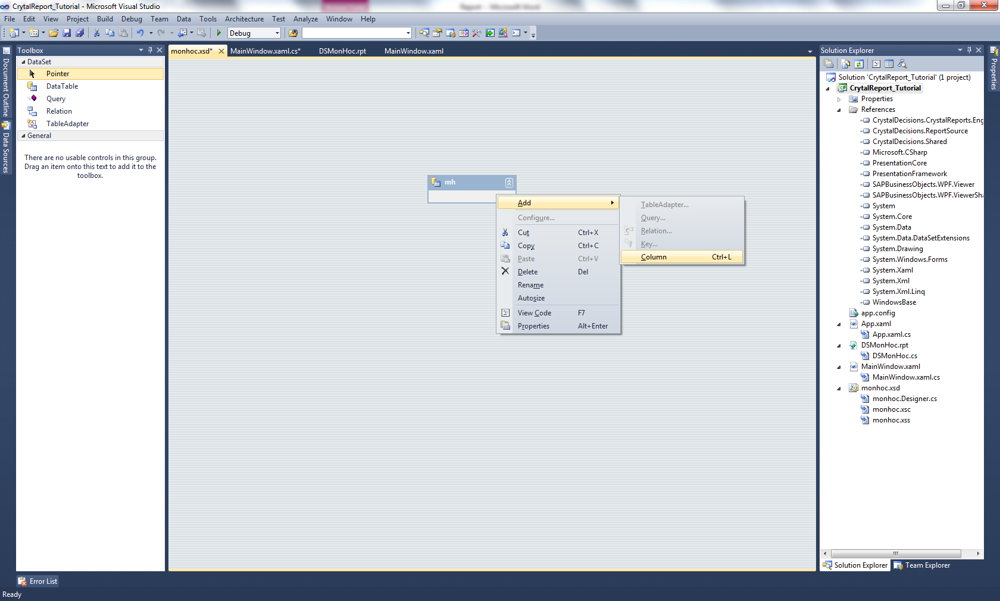 CrytalReport_Tutorial - Microsoft Visual Studio
Report - Microsoft Word
File Edit View Project Build Debug Team Data Tools Architecture Test Analyze Window Help
Debug
Document Outline
Data Sources
Toolbox
DataSet
Pointer
DataTable
Query
Relation
TableAdapter
General
There are no usable controls in this group.
Drag an item onto this text to add it to the
toolbox.
monhoc.xsd* MainWindow.xaml.cs* DSMonHoc.rpt MainWindow.xaml
mh
Add
Configure...
Cut Ctrl+X
Copy Ctrl+C
Paste Ctrl+V
Delete Del
Rename
Autosize
View Code F7
Properties Alt+Enter
TableAdapter...
Query...
Relation...
Key...
Column Ctrl+L
Solution Explorer
Solution 'CrytalReport_Tutorial' (1 project)
CrytalReport_Tutorial
Properties
References
CrystalDecisions.CrystalReports.Eng
CrystalDecisions.ReportSource
CrystalDecisions.Shared
Microsoft.CSharp
PresentationCore
PresentationFramework
SAPBusinessObjects.WPF.Viewer
SAPBusinessObjects.WPF.ViewerSha
System
System.Core
System.Data
System.Data.DataSetExtensions
System.Drawing
System.Windows.Forms
System.Xaml
System.Xml
System.Xml.Linq
WindowsBase
app.config
App.xaml
App.xaml.cs
DSMonHoc.rpt
DSMonHoc.cs
MainWindow.xaml
MainWindow.xaml.cs
monhoc.xsd
monhoc.Designer.cs
monhoc.xsc
monhoc.xss
Solution Explorer Team Explorer
Properties
Error List
Ready